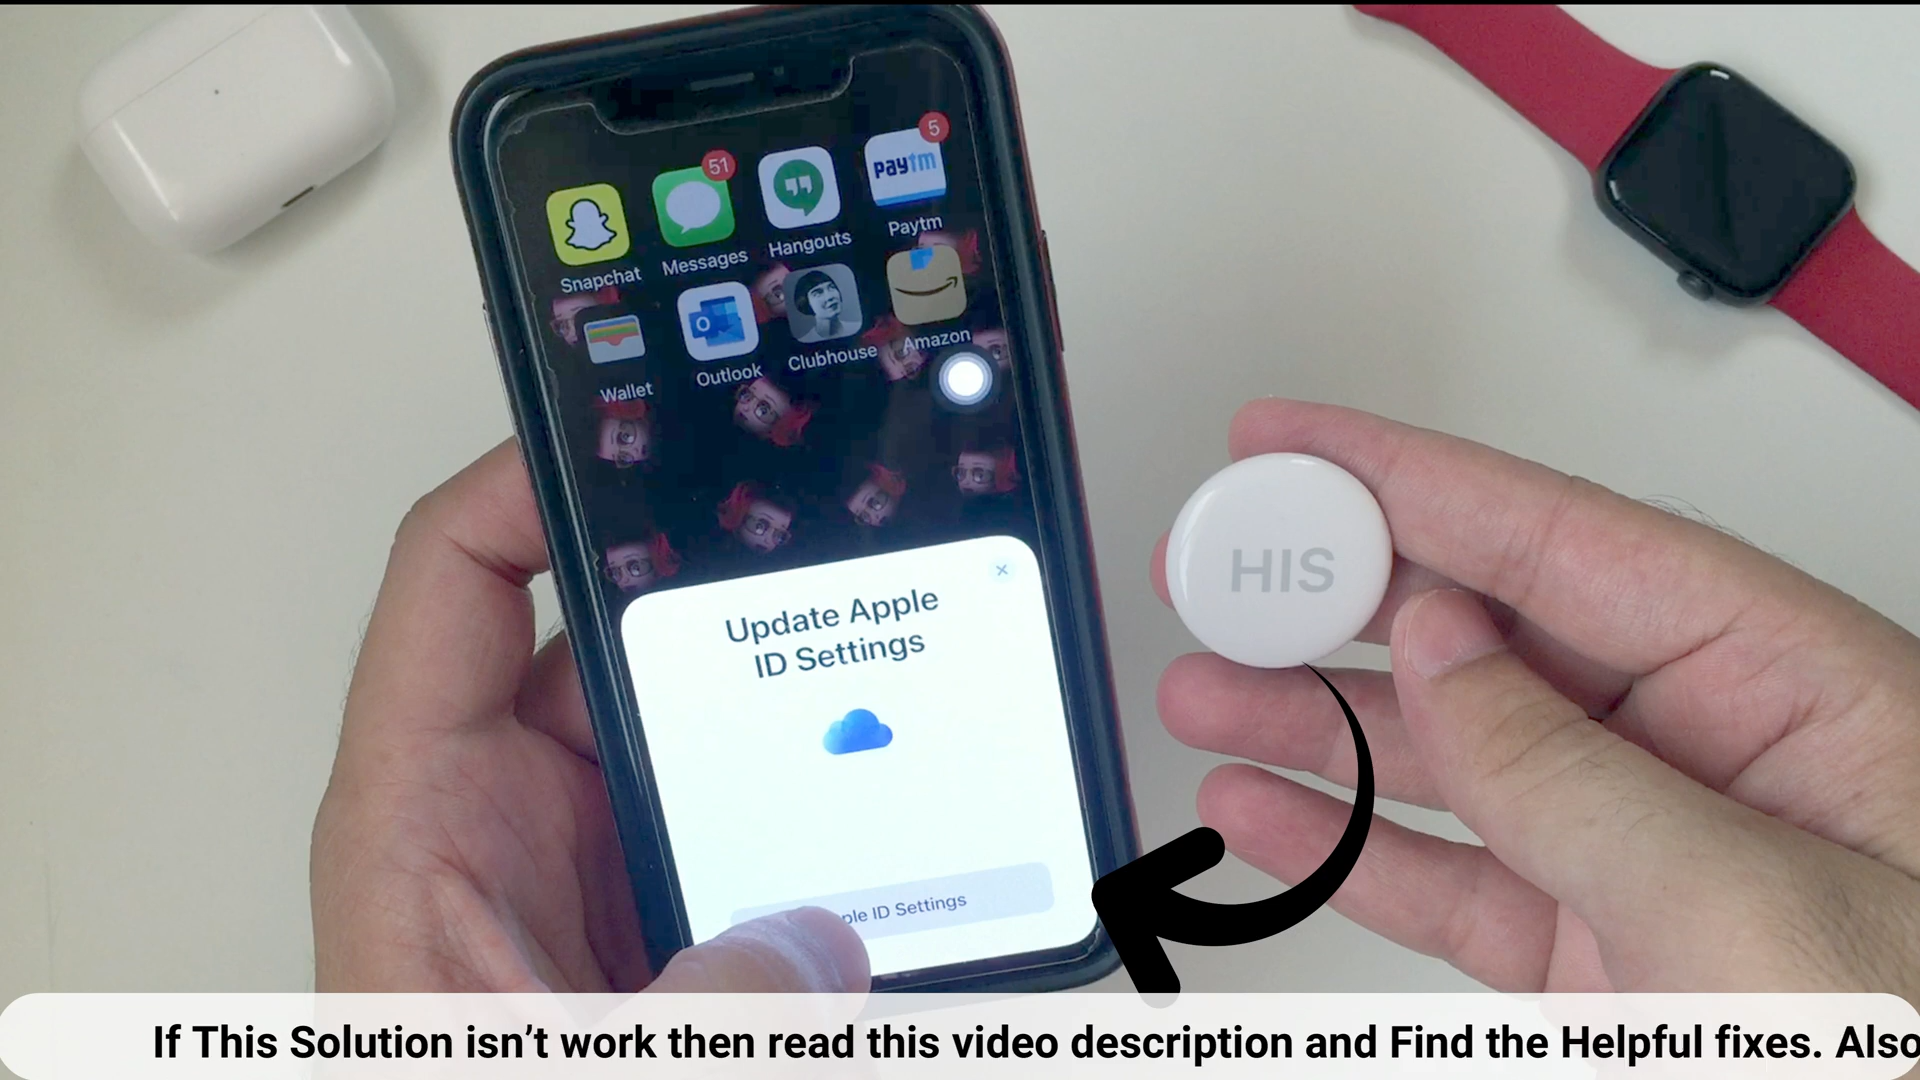 51
5
paytm
Snapchat
Messages
Hangouts
Paytm
O
Wallet
Outlook
Clubhouse
Amazon
HIS
Update Apple
ID Settings
ple ID Settings
If This Solution isn’t work then read this video description and Find the Helpful fixes. Also